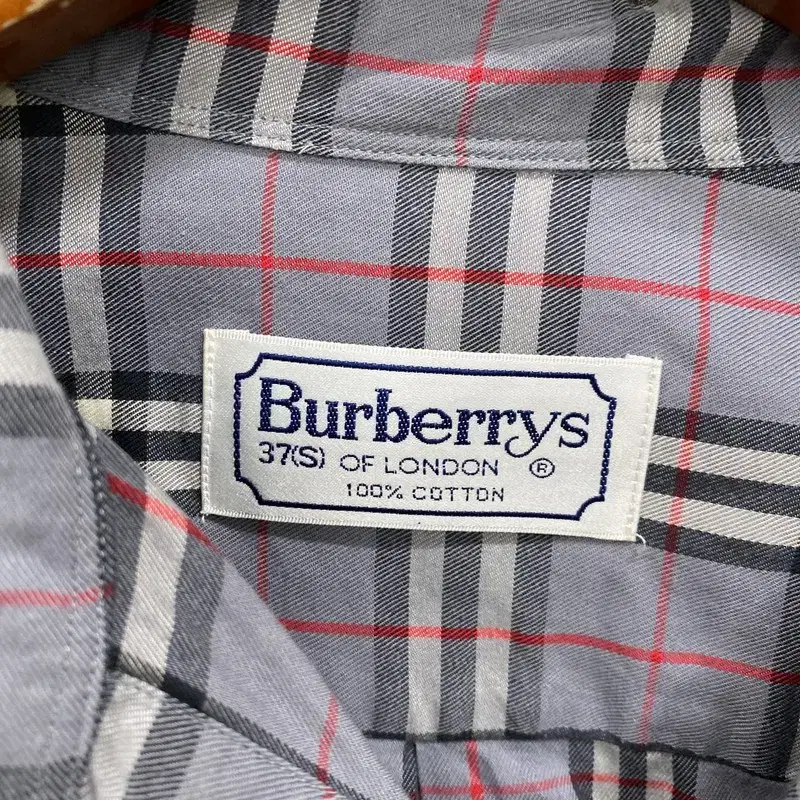 Burberrys
37(S) OF LONDON ®
100% COTTON